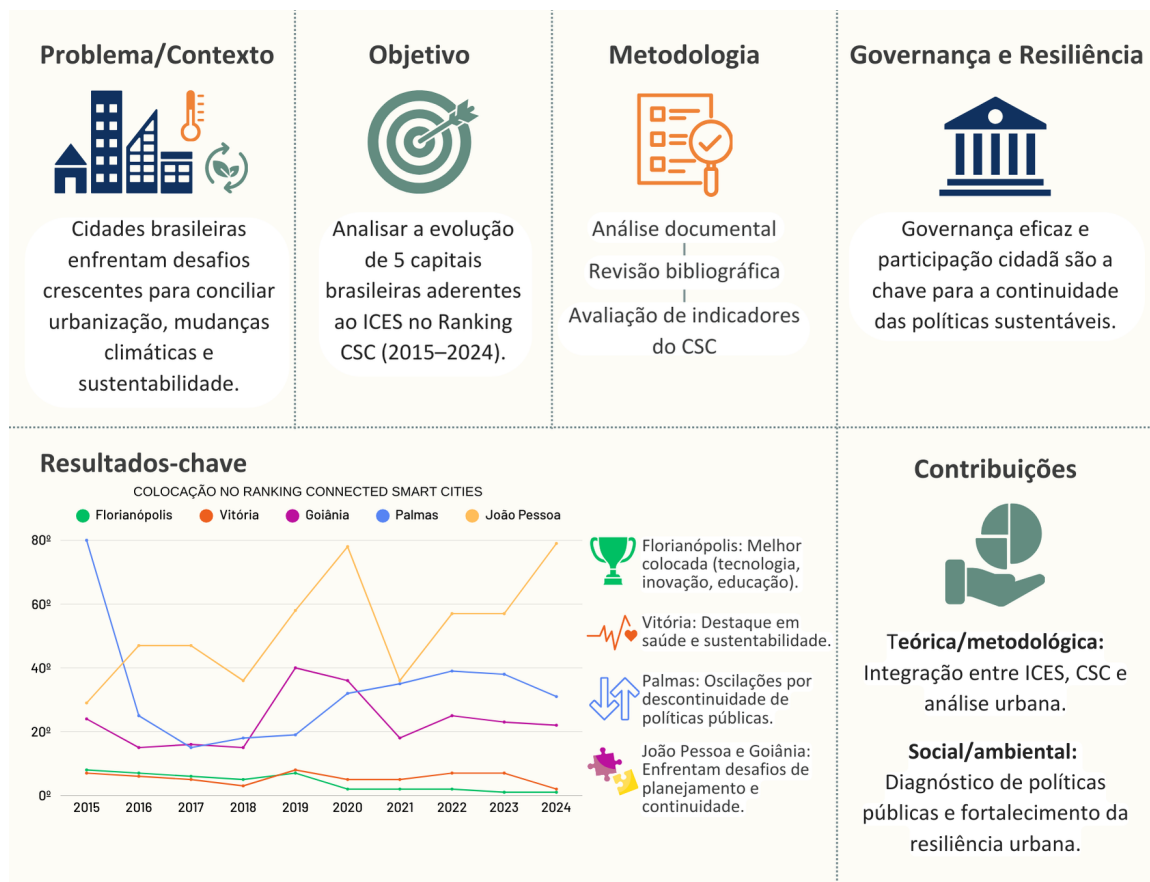 Problema/Contexto
Cidades brasileiras
enfrentam desafios
crescentes para conciliar
urbanização, mudanças
climáticas e
sustentabilidade.
Objetivo
Analisar a evolução
de 5 capitais
brasileiras aderentes
ao ICES no Ranking
CSC (2015–2024).
Metodologia
Análise documental
Revisão bibliográfica
Avaliação de indicadores
do CSC
Governança e Resiliência
Governança eficaz e
participação cidadã são a
chave para a continuidade
das políticas sustentáveis.
Resultados-chave
COLOCAÇÃO NO RANKING CONNECTED SMART CITIES
Florianópolis Vitória Goiânia Palmas João Pessoa
80º
60º
40º
20º
0º
2015 2016 2017 2018 2019 2020 2021 2022 2023 2024
Florianópolis: Melhor
colocada (tecnologia,
inovação, educação).
Vitória: Destaque em
saúde e sustentabilidade.
Palmas: Oscilações por
descontinuidade de
políticas públicas.
João Pessoa e Goiânia:
Enfrentam desafios de
planejamento e
continuidade.
Contribuições
Teórica/metodológica:
Integração entre ICES, CSC e
análise urbana.
Social/ambiental:
Diagnóstico de políticas
públicas e fortalecimento da
resiliência urbana.